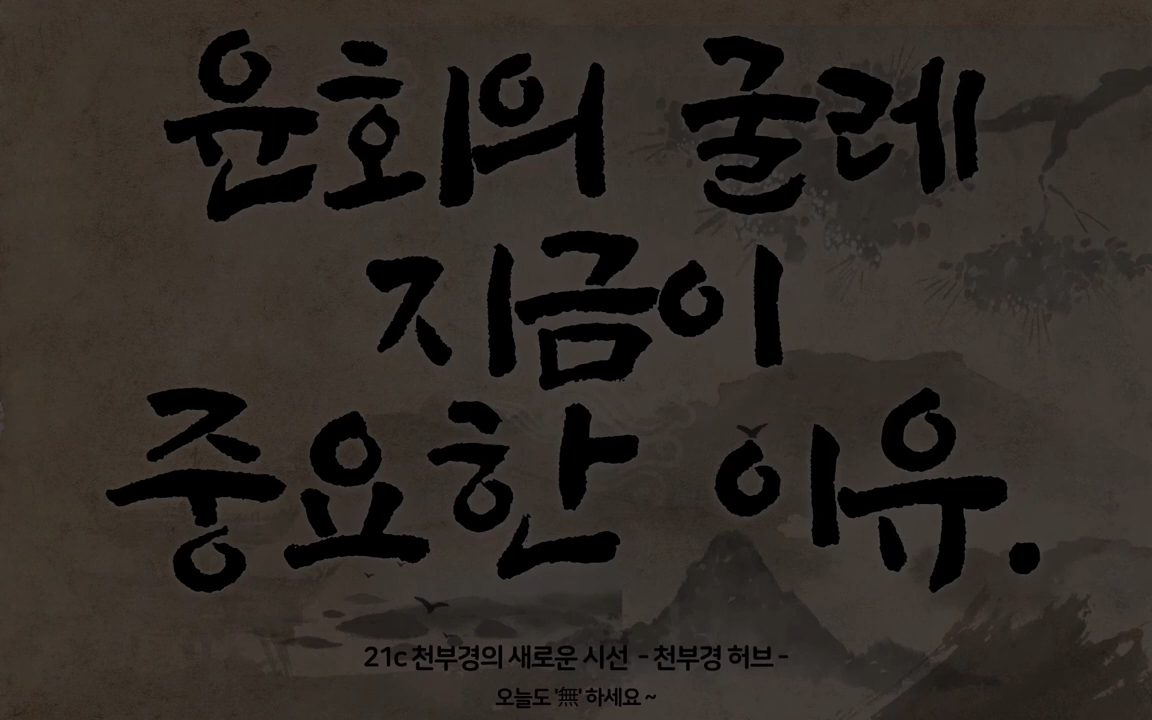 윤회의 굴레
지금이
중요한 이유.
21c 천부경의 새로운 시선 - 천부경 허브 -
오늘도 '無' 하세요 ~